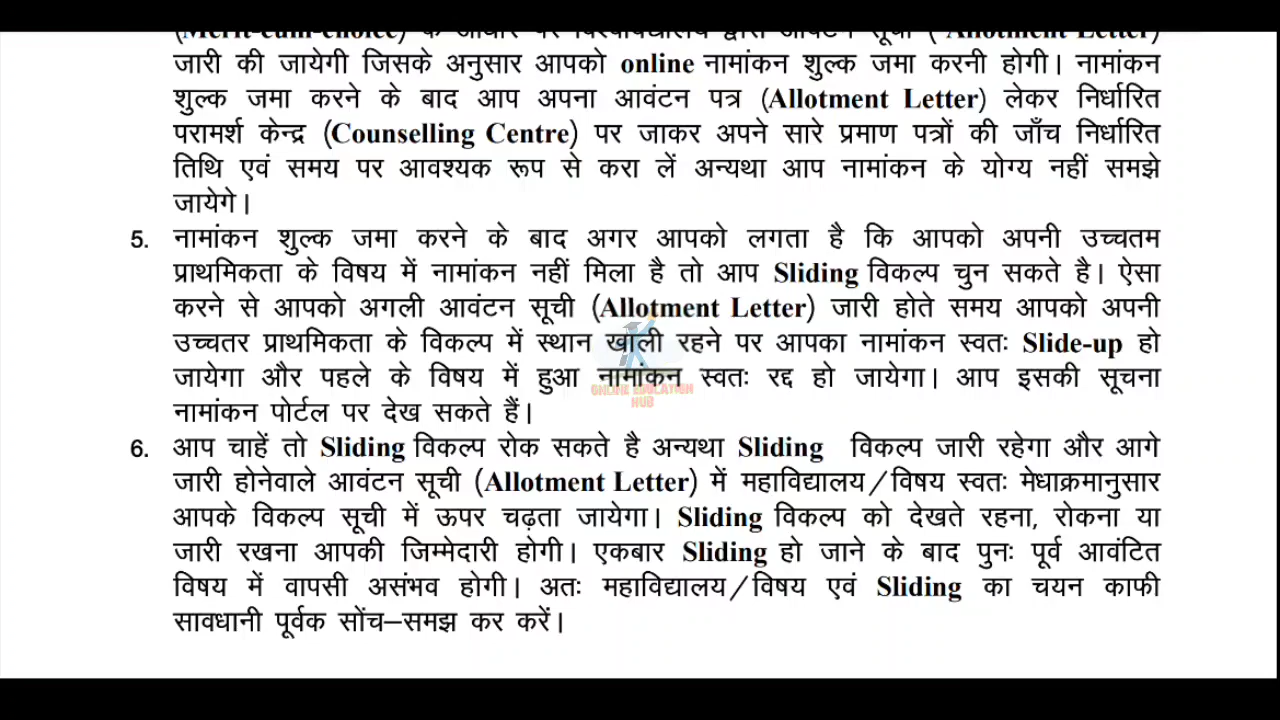 (Merit-cum-choice) के आधार पर विश्वविद्यालय द्वारा आवंटन सूची ( Allotment Letter)
जारी की जायेगी जिसके अनुसार आपको online नामांकन शुल्क जमा करनी होगी। नामांकन
शुल्क जमा करने के बाद आप अपना आवंटन पत्र (Allotment Letter) लेकर निर्धारित
परामर्श केन्द्र (Counselling Centre) पर जाकर अपने सारे प्रमाण पत्रों की जाँच निर्धारित
तिथि एवं समय पर आवश्यक रूप से करा लें अन्यथा आप नामांकन के योग्य नहीं समझे
जायेगे।
5. नामांकन शुल्क जमा करने के बाद अगर आपको लगता है कि आपको अपनी उच्चतम
प्राथमिकता के विषय में नामांकन नहीं मिला है तो आप Sliding विकल्प चुन सकते है। ऐसा
करने से आपको अगली आवंटन सूची (Allotment Letter) जारी होते समय आपको अपनी
उच्चतर प्राथमिकता के विकल्प में स्थान खाली रहने पर आपका नामांकन स्वतः Slide-up हो
जायेगा और पहले के विषय में हुआ नामांकन स्वतः रद्द हो जायेगा। आप इसकी सूचना
नामांकन पोर्टल पर देख सकते हैं।
ONLINE EDUCATION
HUB
6. आप चाहें तो Sliding विकल्प रोक सकते है अन्यथा Sliding विकल्प जारी रहेगा और आगे
जारी होनेवाले आवंटन सूची (Allotment Letter) में महाविद्यालय/विषय स्वतः मेधाक्रमानुसार
आपके विकल्प सूची में ऊपर चढ़ता जायेगा। Sliding विकल्प को देखते रहना, रोकना या
जारी रखना आपकी जिम्मेदारी होगी। एकबार Sliding हो जाने के बाद पुनः पूर्व आवंटित
विषय में वापसी असंभव होगी। अतः महाविद्यालय/विषय एवं Sliding का चयन काफी
सावधानी पूर्वक सोंच–समझ कर करें।